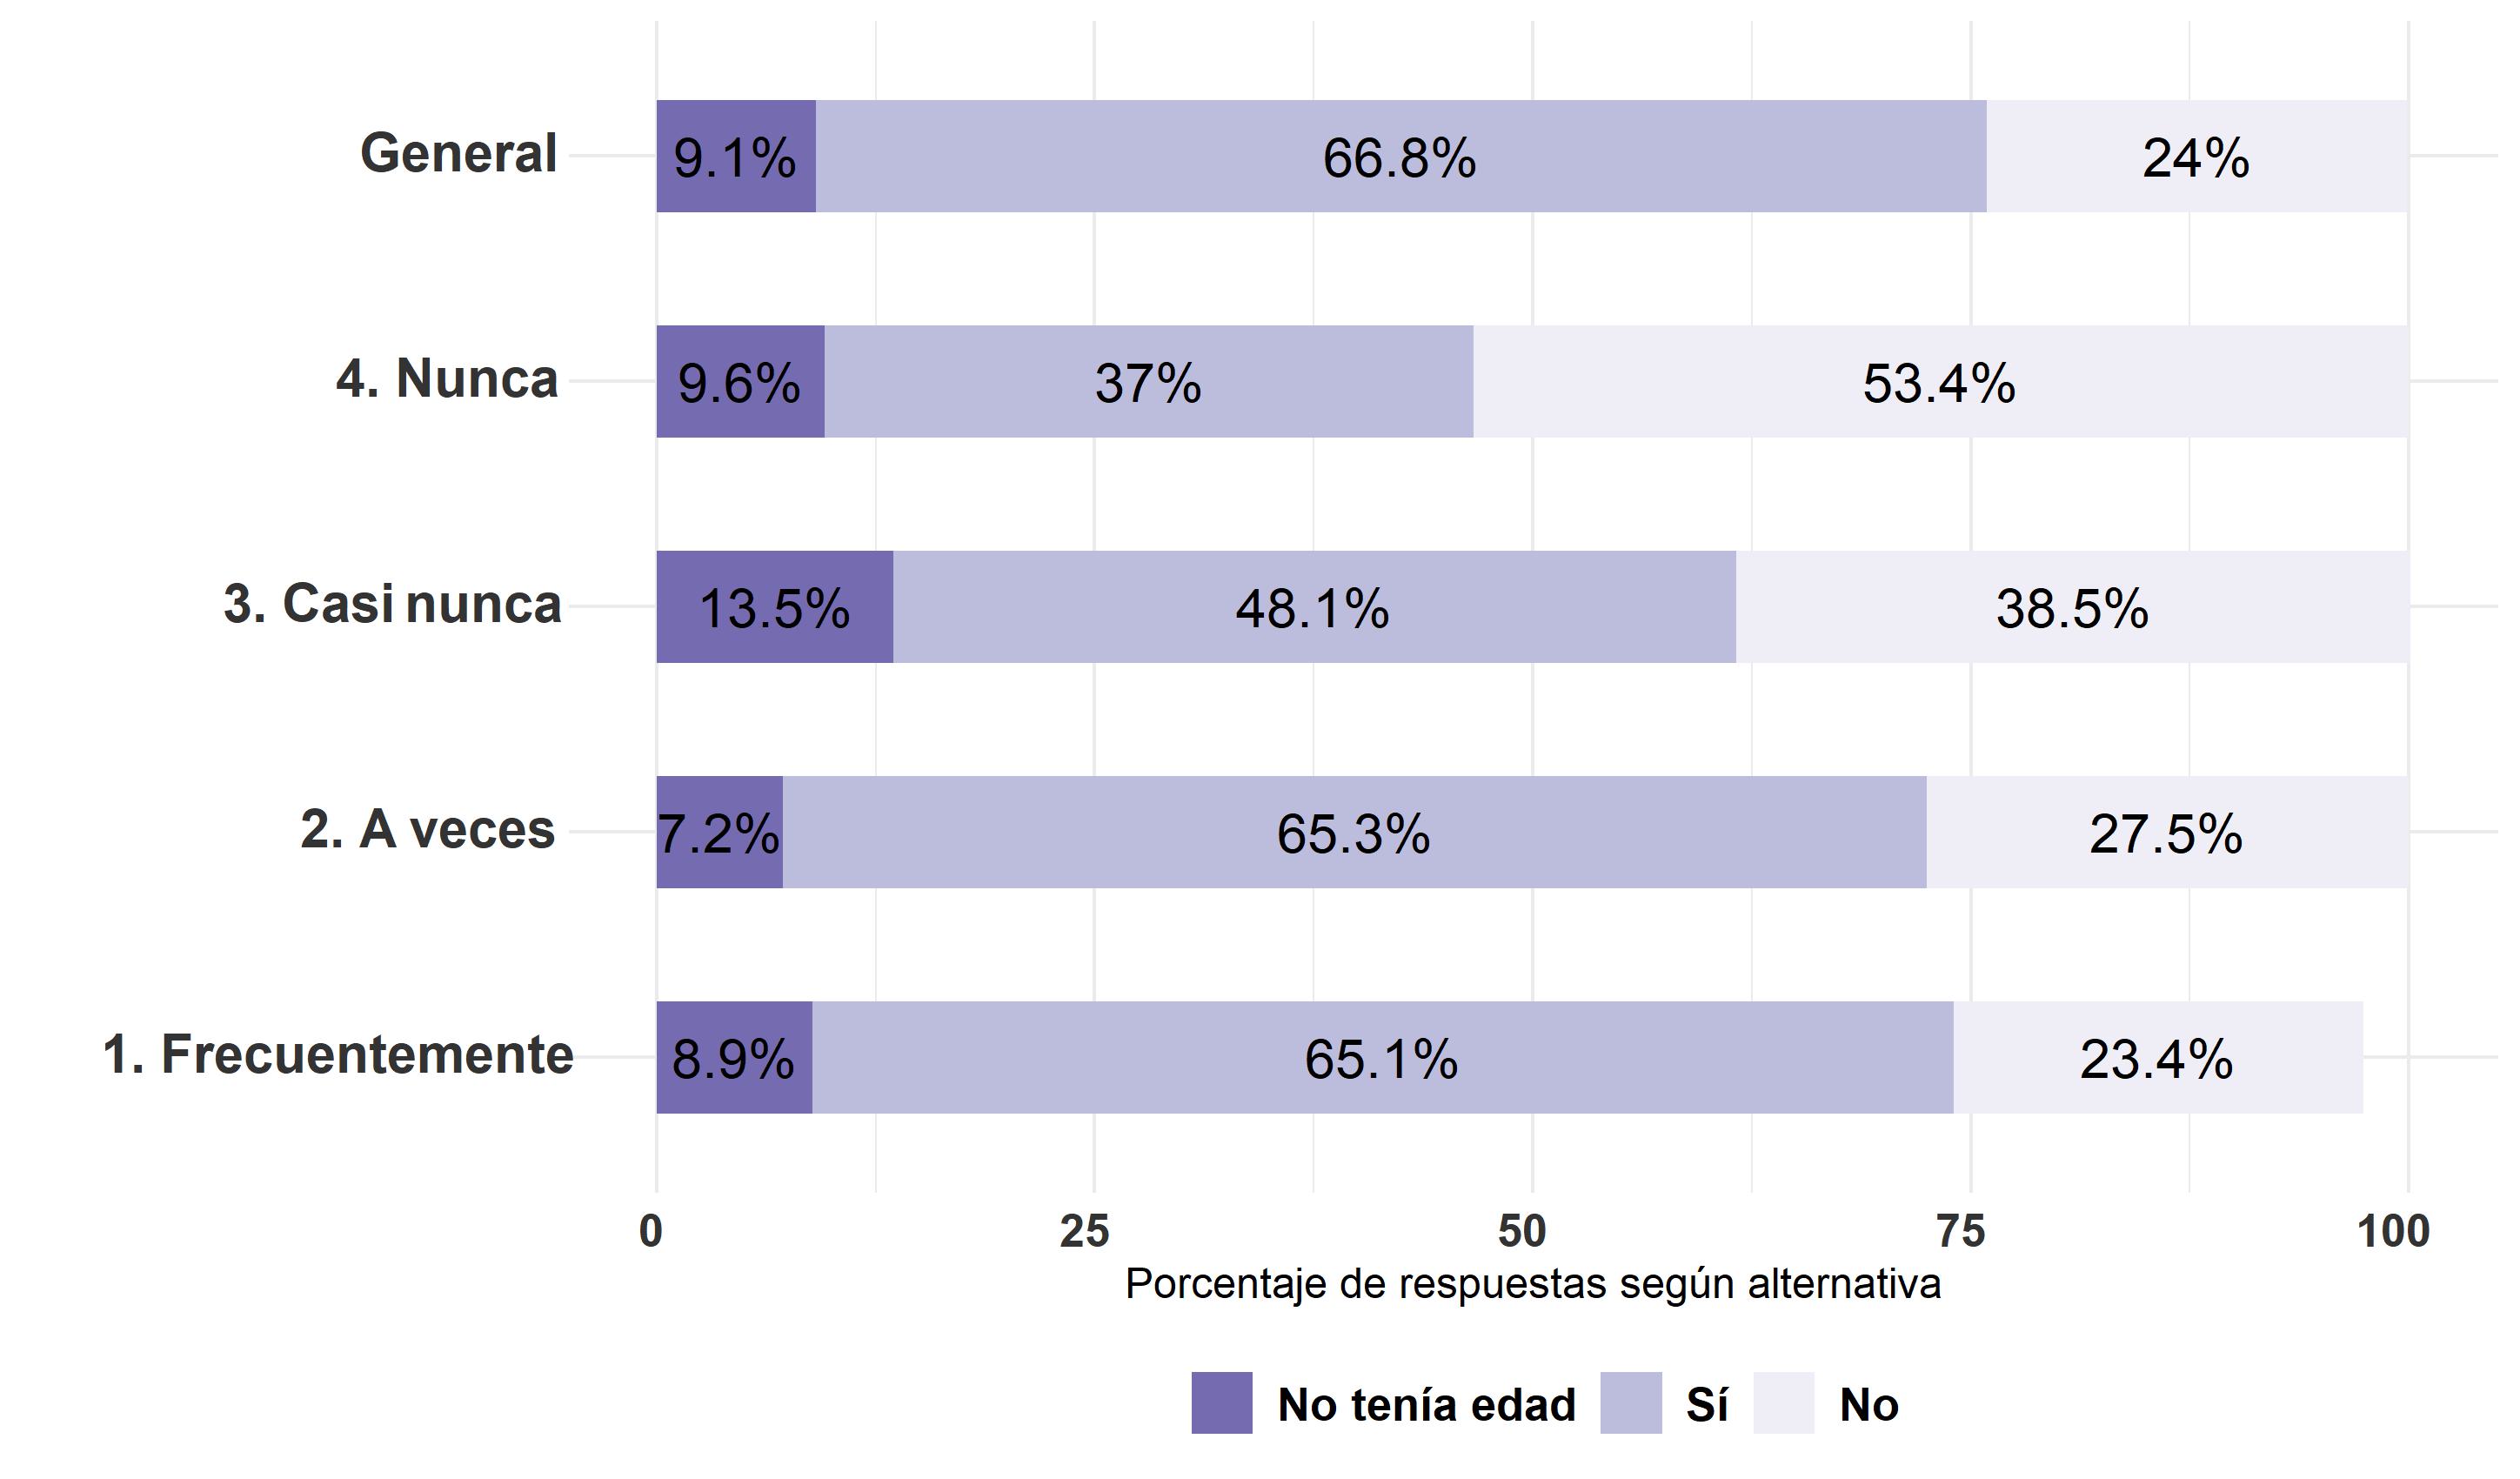 General 9.1% 66.8% 24%
4. Nunca 9.6% 37% 53.4%
3. Casi nunca 13.5% 48.1% 38.5%
2. A veces 7.2% 65.3% 27.5%
1. Frecuentemente 8.9% 65.1% 23.4%
0 25 50 75 100
Porcentaje de respuestas según alternativa
No tenía edad Sí No